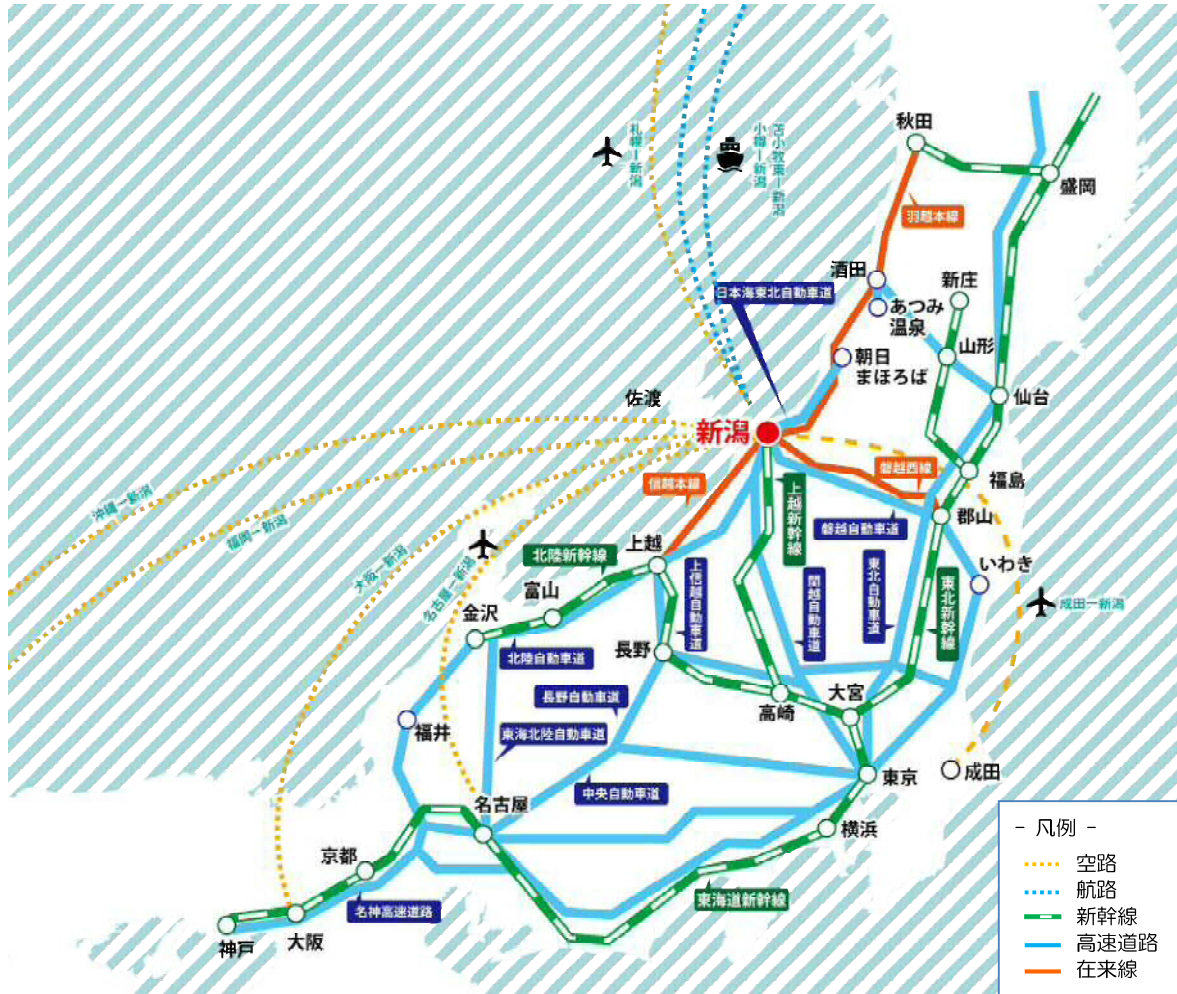 札幌ー新潟
苫小牧東ー新潟
小樽ー新潟
秋田
盛岡
羽越本線
酒田
新庄
日本海東北自動車道
あつみ
温泉
朝日
まほろば
山形
仙台
佐渡
新潟
福島
磐越西線
信越本線
上越新幹線
沖縄ー新潟
福岡ー新潟
大阪ー新潟
名古屋ー新潟
郡山
磐越自動車道
上越
北陸新幹線
いわき
上信越自動車道
関越自動車道
東北自動車道
東北新幹線
成田ー新潟
富山
金沢
長野
北陸自動車道
長野自動車道
大宮
高崎
福井
東海北陸自動車道
成田
東京
中央自動車道
名古屋
横浜
京都
東海道新幹線
名神高速道路
神戸
大阪
- 凡例 -
空路
航路
新幹線
高速道路
在来線